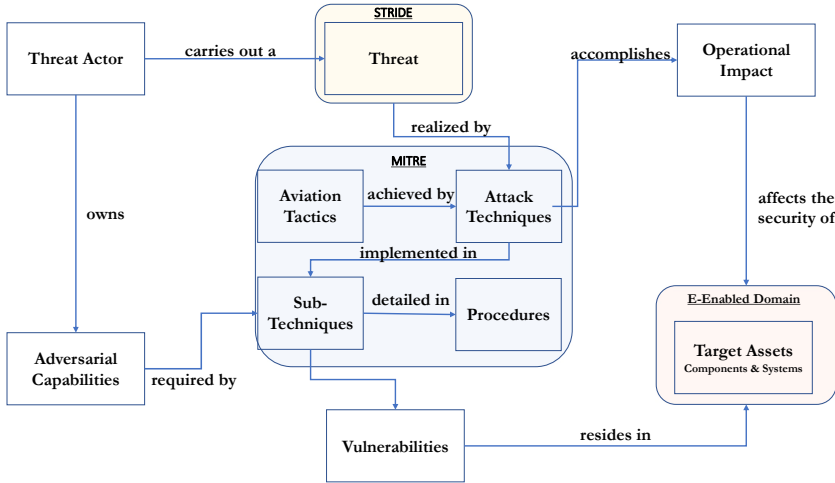 STRIDE
Threat Actor
carries out a
Threat
accomplishes
Operational
Impact
realized by
MITRE
Aviation
Tactics
achieved by
Attack
Techniques
owns
affects the
security of
implemented in
Sub-
Techniques
detailed in
Procedures
E-Enabled Domain
Target Assets
Components & Systems
Adversarial
Capabilities
required by
Vulnerabilities
resides in